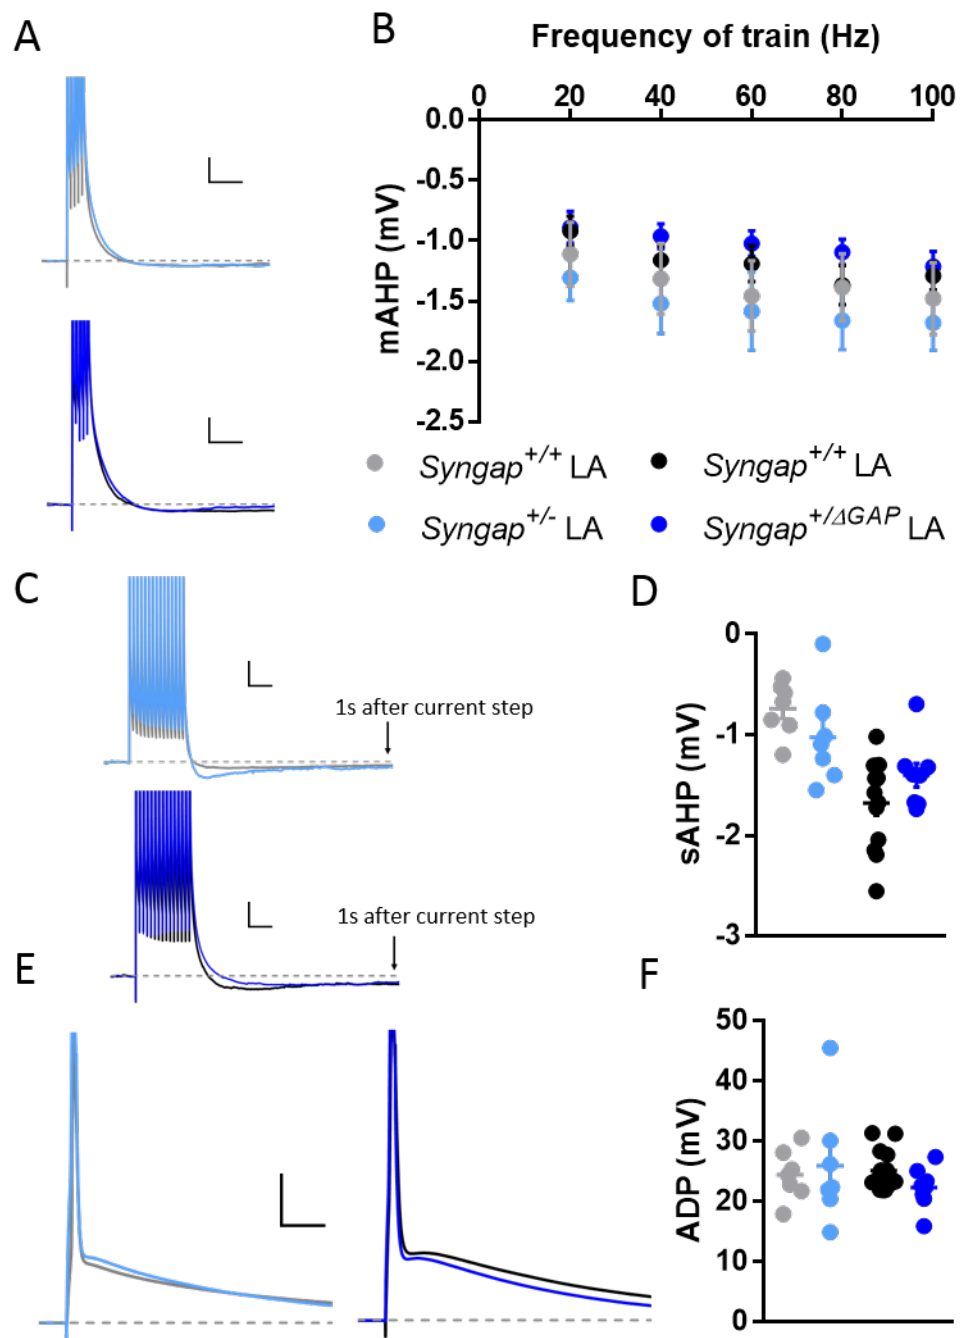 A
B
Frequency of train (Hz)
0 20 40 60 80 100
0.0
-0.5
-1.0
-1.5
-2.0
-2.5
mAHP (mV)
Syngap+/+ LA
Syngap+/+ LA
Syngap+/- LA
Syngap+/ΔGAP LA
C
1s after current step
1s after current step
D
0
-1
-2
-3
sAHP (mV)
E
F
50
40
30
20
10
0
ADP (mV)